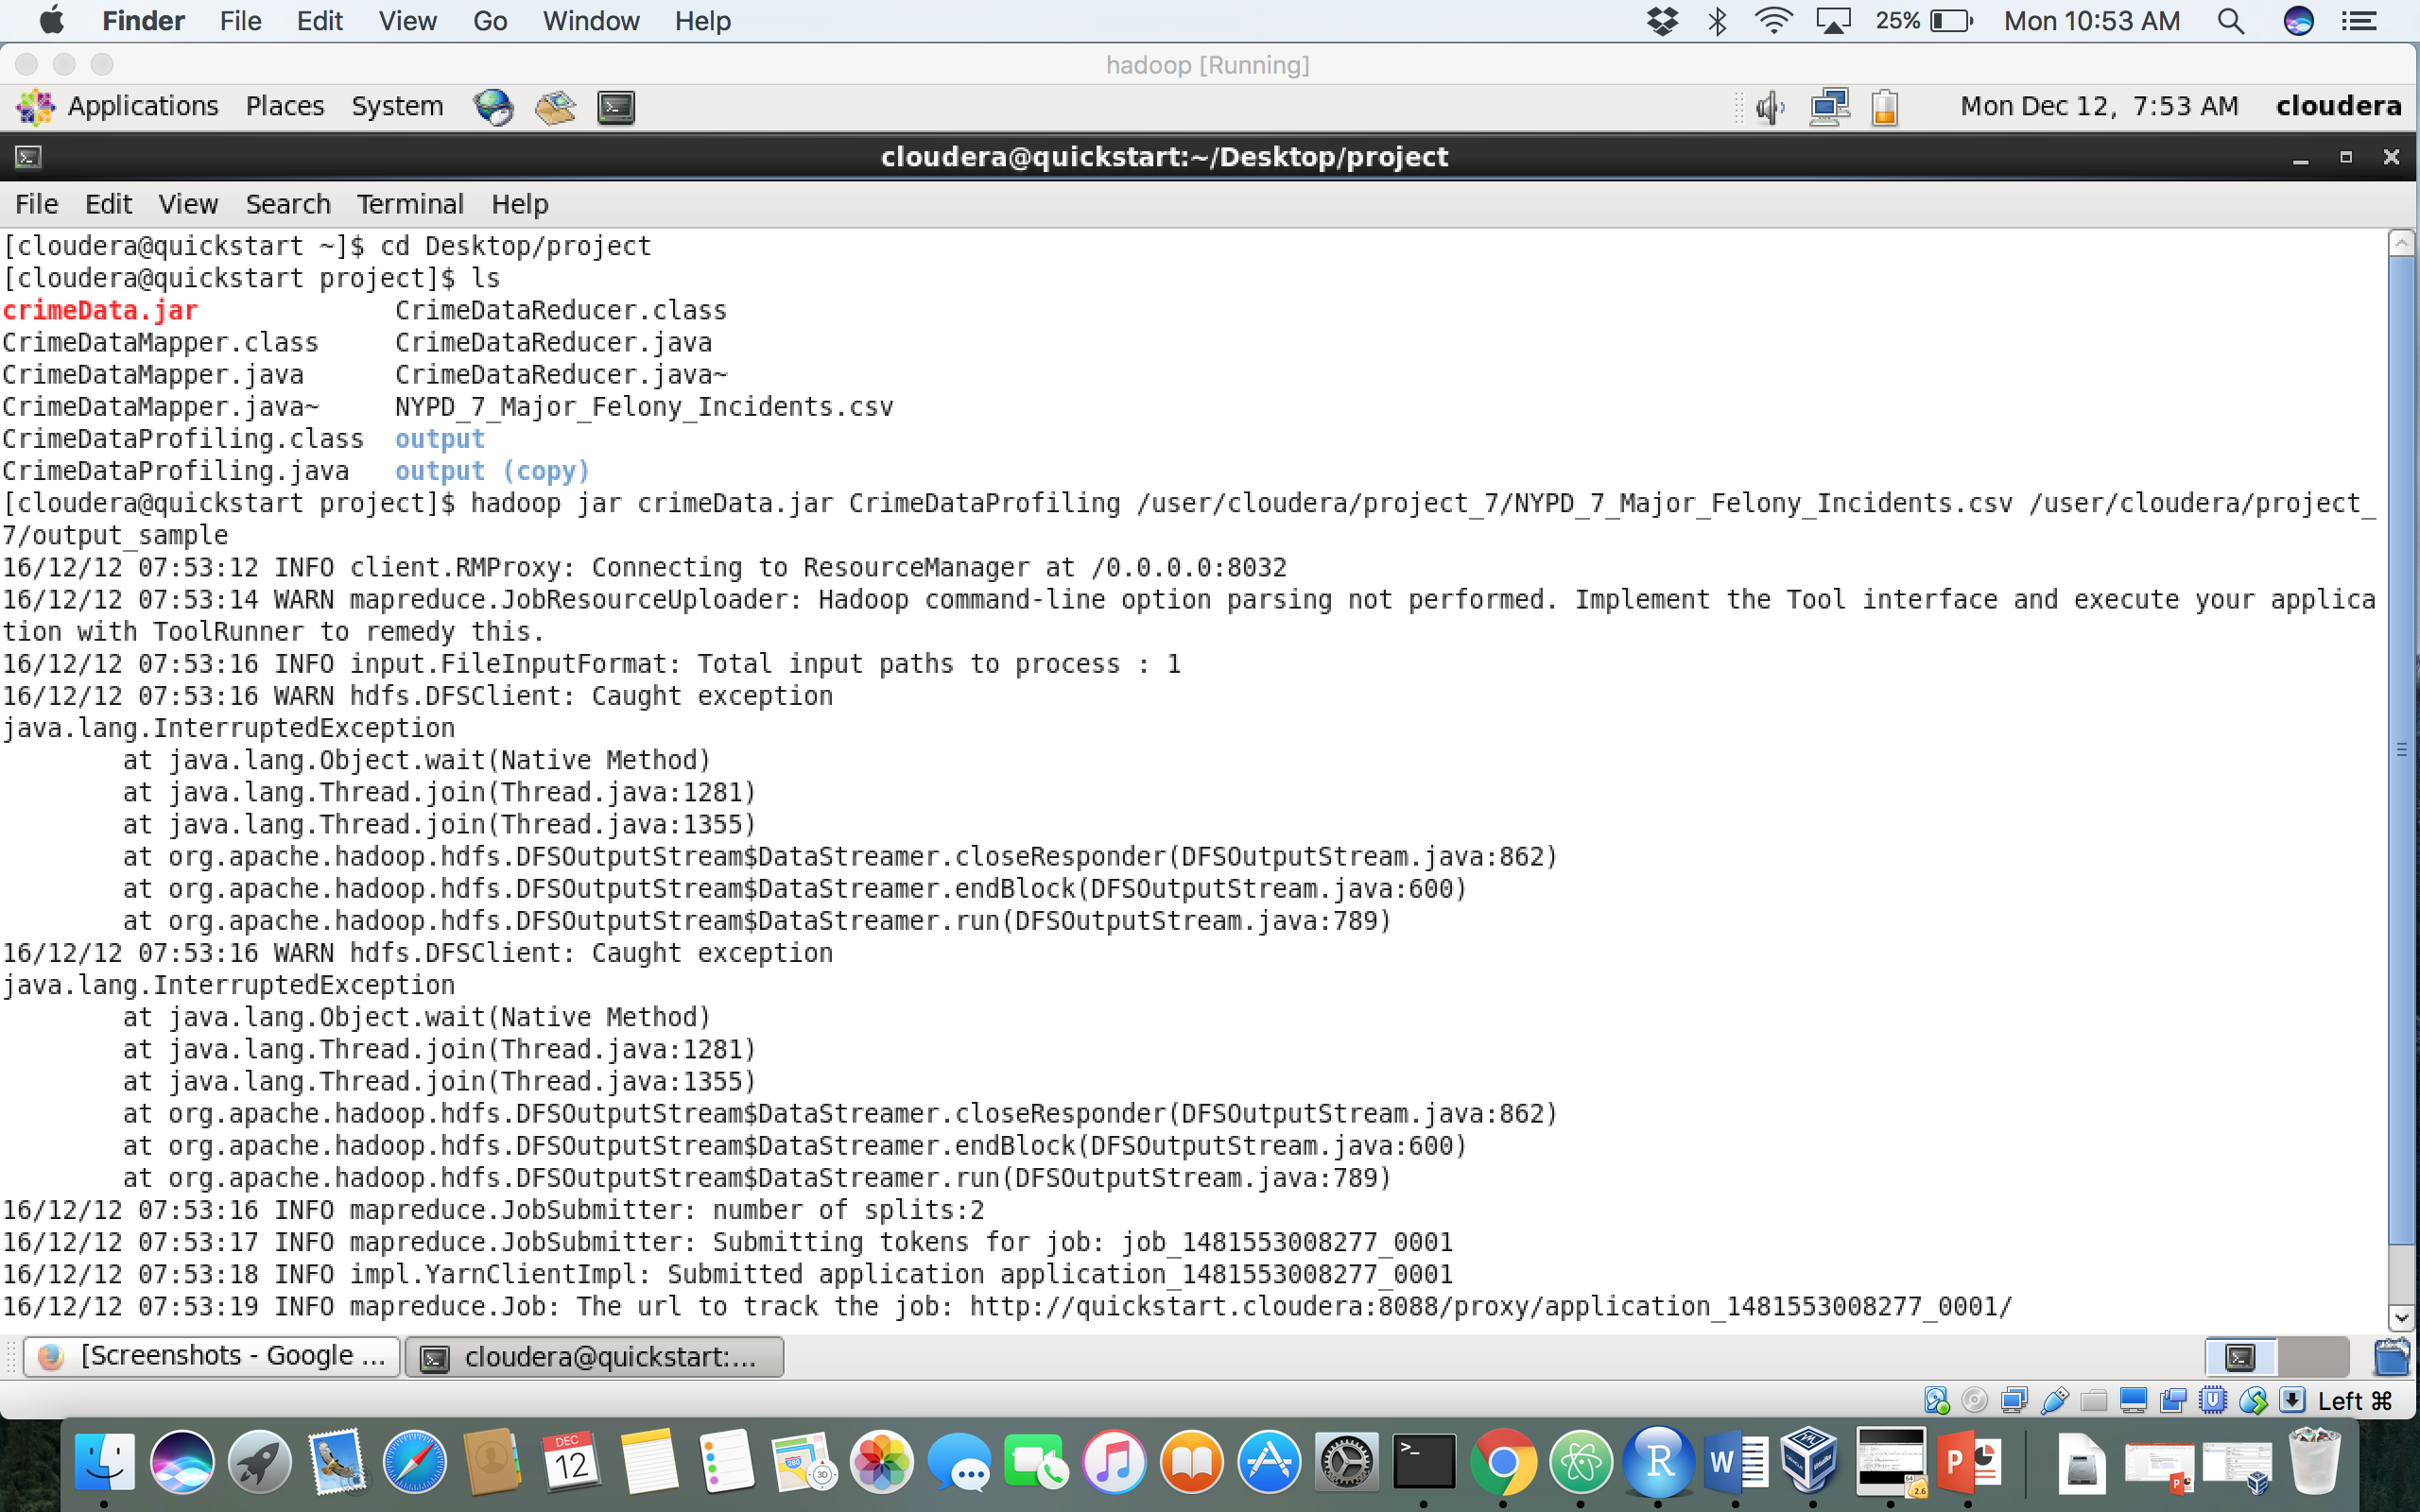 Finder File Edit View Go Window Help 25% Mon 10:53 AM
hadoop [Running]
Applications Places System Mon Dec 12, 7:53 AM cloudera
cloudera@quickstart:~/Desktop/project
File Edit View Search Terminal Help
[cloudera@quickstart ~]$ cd Desktop/project
[cloudera@quickstart project]$ ls
crimeData.jar CrimeDataReducer.class
CrimeDataMapper.class CrimeDataReducer.java
CrimeDataMapper.java CrimeDataReducer.java~
CrimeDataMapper.java~ NYPD_7_Major_Felony_Incidents.csv
CrimeDataProfiling.class output
CrimeDataProfiling.java output (copy)
[cloudera@quickstart project]$ hadoop jar crimeData.jar CrimeDataProfiling /user/cloudera/project_7/NYPD_7_Major_Felony_Incidents.csv /user/cloudera/project_
7/output_sample
16/12/12 07:53:12 INFO client.RMProxy: Connecting to ResourceManager at /0.0.0.0:8032
16/12/12 07:53:14 WARN mapreduce.JobResourceUploader: Hadoop command-line option parsing not performed. Implement the Tool interface and execute your applica
tion with ToolRunner to remedy this.
16/12/12 07:53:16 INFO input.FileInputFormat: Total input paths to process : 1
16/12/12 07:53:16 WARN hdfs.DFSClient: Caught exception
java.lang.InterruptedException
at java.lang.Object.wait(Native Method)
at java.lang.Thread.join(Thread.java:1281)
at java.lang.Thread.join(Thread.java:1355)
at org.apache.hadoop.hdfs.DFSOutputStream$DataStreamer.closeResponder(DFSOutputStream.java:862)
at org.apache.hadoop.hdfs.DFSOutputStream$DataStreamer.endBlock(DFSOutputStream.java:600)
at org.apache.hadoop.hdfs.DFSOutputStream$DataStreamer.run(DFSOutputStream.java:789)
16/12/12 07:53:16 WARN hdfs.DFSClient: Caught exception
java.lang.InterruptedException
at java.lang.Object.wait(Native Method)
at java.lang.Thread.join(Thread.java:1281)
at java.lang.Thread.join(Thread.java:1355)
at org.apache.hadoop.hdfs.DFSOutputStream$DataStreamer.closeResponder(DFSOutputStream.java:862)
at org.apache.hadoop.hdfs.DFSOutputStream$DataStreamer.endBlock(DFSOutputStream.java:600)
at org.apache.hadoop.hdfs.DFSOutputStream$DataStreamer.run(DFSOutputStream.java:789)
16/12/12 07:53:16 INFO mapreduce.JobSubmitter: number of splits:2
16/12/12 07:53:17 INFO mapreduce.JobSubmitter: Submitting tokens for job: job_1481553008277_0001
16/12/12 07:53:18 INFO impl.YarnClientImpl: Submitted application application_1481553008277_0001
16/12/12 07:53:19 INFO mapreduce.Job: The url to track the job: http://quickstart.cloudera:8088/proxy/application_1481553008277_0001/
[Screenshots - Google ... cloudera@quickstart:...
Left ⌘
DEC
12
280
3D
>_
R
W
P